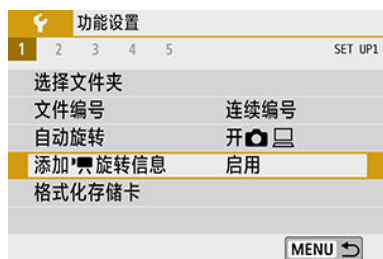 功能设置
1 2 3 4 5 SET UP1
选择文件夹
文件编号 连续编号
自动旋转 开
添加旋转信息 启用
格式化存储卡
MENU